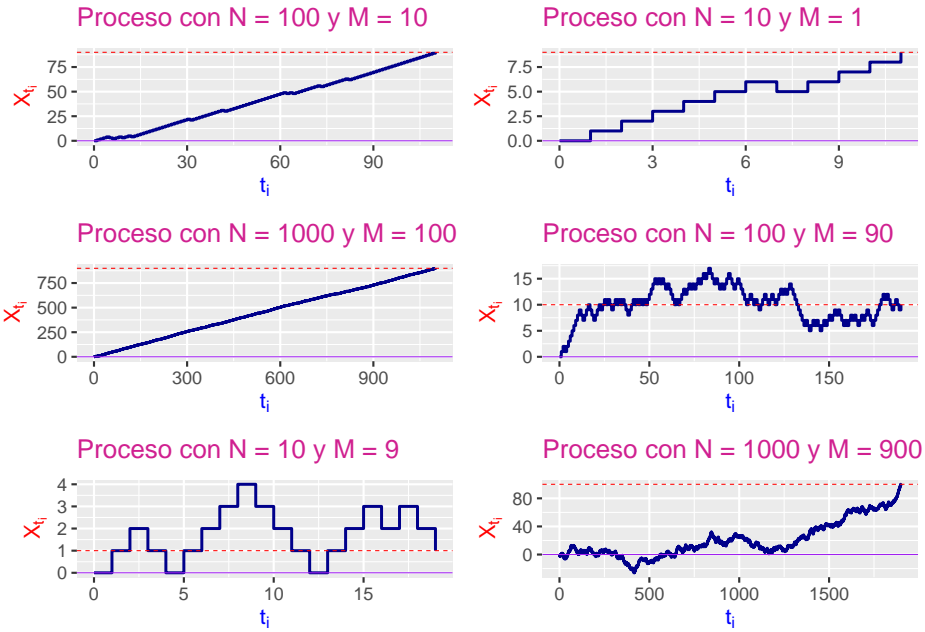 Proceso con N = 100 y M = 10
75
50
25
0
X_{t_i}
0 30 60 90
t_i
Proceso con N = 10 y M = 1
7.5
5.0
2.5
0.0
X_{t_i}
3 6 9
t_i
Proceso con N = 1000 y M = 100
750
500
250
0
X_{t_i}
0 300 600 900
t_i
Proceso con N = 100 y M = 90
15
10
5
0
X_{t_i}
0 50 100 150
t_i
Proceso con N = 10 y M = 9
4
3
2
1
0
X_{t_i}
0 5 10 15
t_i
Proceso con N = 1000 y M = 900
80
40
0
X_{t_i}
0 500 1000 1500
t_i